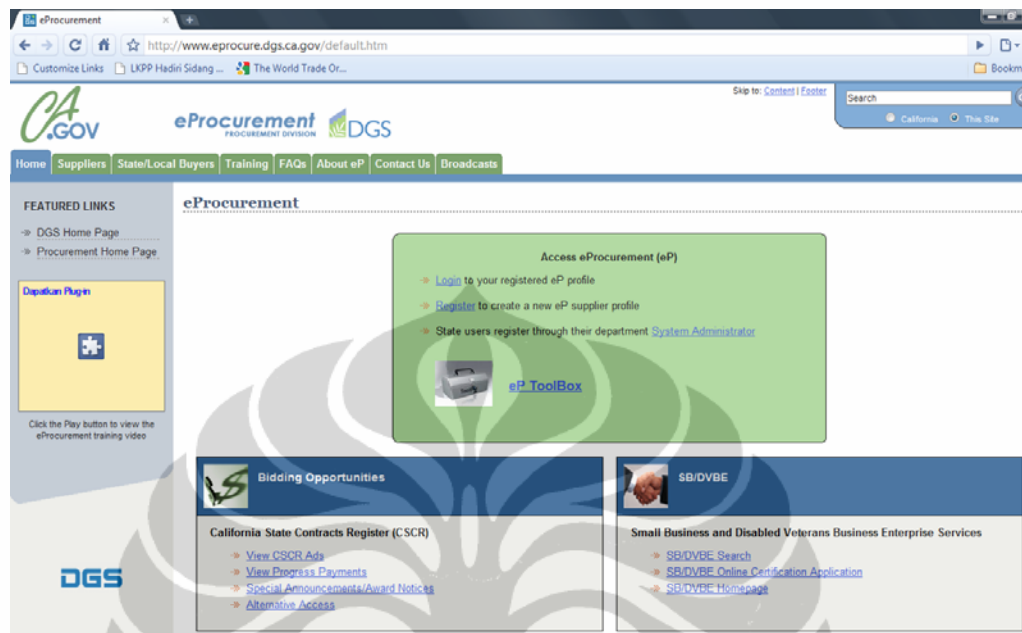 eProcurement
http://www.eprocure.dgs.ca.gov/default.htm
Customize Links LKPP Hadiri Sidang ... The World Trade Or...
Bookm
Skip to: Content | Footer
Search
California This Site
CA.GOV
eProcurement
PROCUREMENT DIVISION
DGS
Home Suppliers State/Local Buyers Training FAQs About eP Contact Us Broadcasts
FEATURED LINKS
DGS Home Page
Procurement Home Page
Dapatkan Plug-in
Click the Play button to view the
eProcurement training video
DGS
eProcurement
Access eProcurement (eP)
Login to your registered eP profile
Register to create a new eP supplier profile
State users register through their department System Administrator
eP ToolBox
Bidding Opportunities
California State Contracts Register (CSCR)
View CSCR Ads
View Progress Payments
Special Announcements/Award Notices
Alternative Access
SB/DVBE
Small Business and Disabled Veterans Business Enterprise Services
SB/DVBE Search
SB/DVBE Online Certification Application
SB/DVBE Homepage